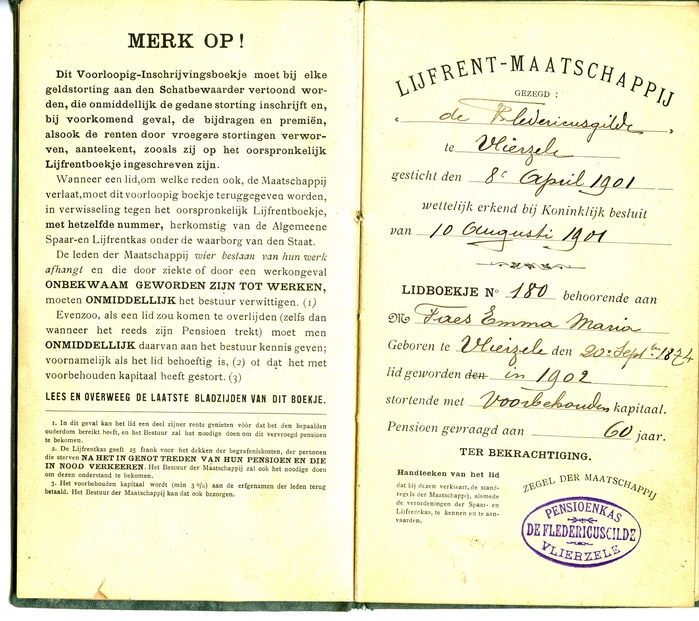 MERK OP!
Dit Voorloopig-Inschrijvingsboekje moet bij elke
geldstorting aan den Schatbewaarder vertoond wor-
den, die onmiddelijk de gedane storting inschrijft en,
bij voorkomend geval, de bijdragen en premiën,
alsook de renten door vroegere stortingen verwor-
ven, aanteekent, zooals zij op het oorspronkelijk
Lijfrentboekje ingeschreven zijn.
Wanneer een lid, om welke reden ook, de Maatschappij
verlaat, moet dit voorloopig boekje teruggegeven worden,
in verwisseling tegen het oorspronkelijk Lijfrentboekje,
met hetzelfde nummer, herkomstig van de Algemeene
Spaar-en Lijfrentkas onder de waarborg van den Staat.
De leden der Maatschappij wier bestaan van hun werk
afhangt en die door ziekte of door een werkongeval
ONBEKWAAM GEWORDEN ZIJN TOT WERKEN,
moeten ONMIDDELLIJK het bestuur verwittigen. (1)
Evenzoo, als een lid zou komen te overlijden (zelfs dan
wanneer het reeds zijn Pensioen trekt) moet men
ONMIDDELLIJK daarvan aan het bestuur kennis geven;
voornamelijk als het lid behoeftig is, (2) of dat het met
voorbehouden kapitaal heeft gestort. (3)
LEES EN OVERWEEG DE LAATSTE BLADZIJDEN VAN DIT BOEKJE.
1. In dit geval kan het lid een deel zijner rente genieten vóór dat het den bepaalden
ouderdom bereikt heeft, en het Bestuur zal het noodige doen om dit vervroegd pensioen
te bekomen.
2. De Lijfrentkas geeft 25 frank voor het dekken der begrafeniskosten, der personen
die sterven NA HET IN GENOT TREDEN VAN HUN PENSIOEN EN DIE
IN NOOD VERKEEREN. Het Bestuur der Maatschappij zal ook het noodige doen
om dezen onderstand te bekomen.
3. Het voorbehouden kapitaal wordt (min 3 %) aan de erfgenamen der leden terug
betaald. Het Bestuur der Maatschappij kan dat ook bezorgen.
LIJFRENT-MAATSCHAPPIJ
GEZEGD :
« de Fledericusgilde »
te Vlierzele
gesticht den 8e April 1901
wettelijk erkend bij Koninklijk besluit
van 10 Augusti 1901
LIDBOEKJE No 180 behoorende aan
M Faes Emma Maria
Geboren te Vlierzele den 20e Septber 1874
lid geworden den in 1902
stortende met Voorbehouden kapitaal.
Pensioen gevraagd aan 60 jaar.
TER BEKRACHTIGING.
Handteeken van het lid
dat bij dezen verklaart, de stand-
regels der Maatschappij, alsmede
de verordeningen der Spaar- en
Lijfrentkas, te kennen en te aan-
vaarden.
ZEGEL DER MAATSCHAPPIJ
PENSIOENKAS
DE FLEDERICUSGILDE
VLIERZELE